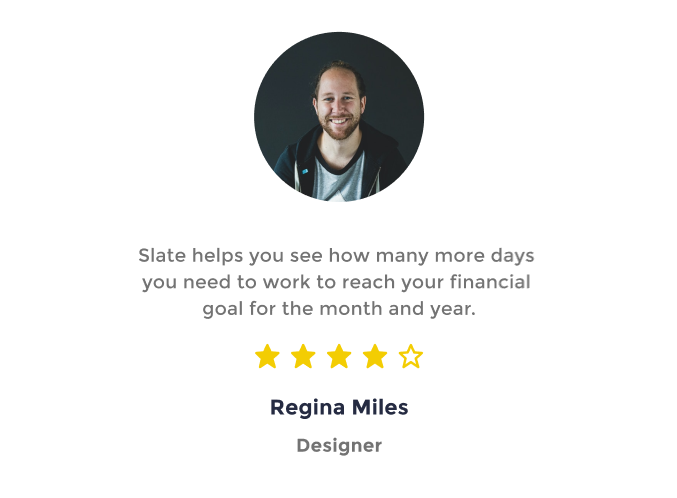 Slate helps you see how many more days
you need to work to reach your financial
goal for the month and year.
Regina Miles
Designer